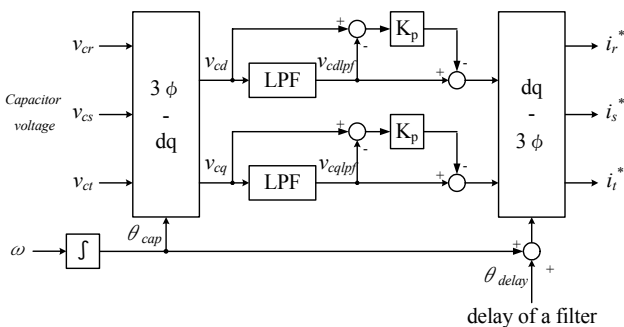 v_cr
v_cs
v_ct
Capacitor
voltage
3 ϕ
-
dq
v_cd
LPF
v_cdlpf
+
-
K_p
-
+
v_cq
LPF
v_cqlpf
+
-
K_p
-
+
dq
-
3 ϕ
i_r*
i_s*
i_t*
ω
∫
θ_cap
+
+
θ_delay
delay of a filter